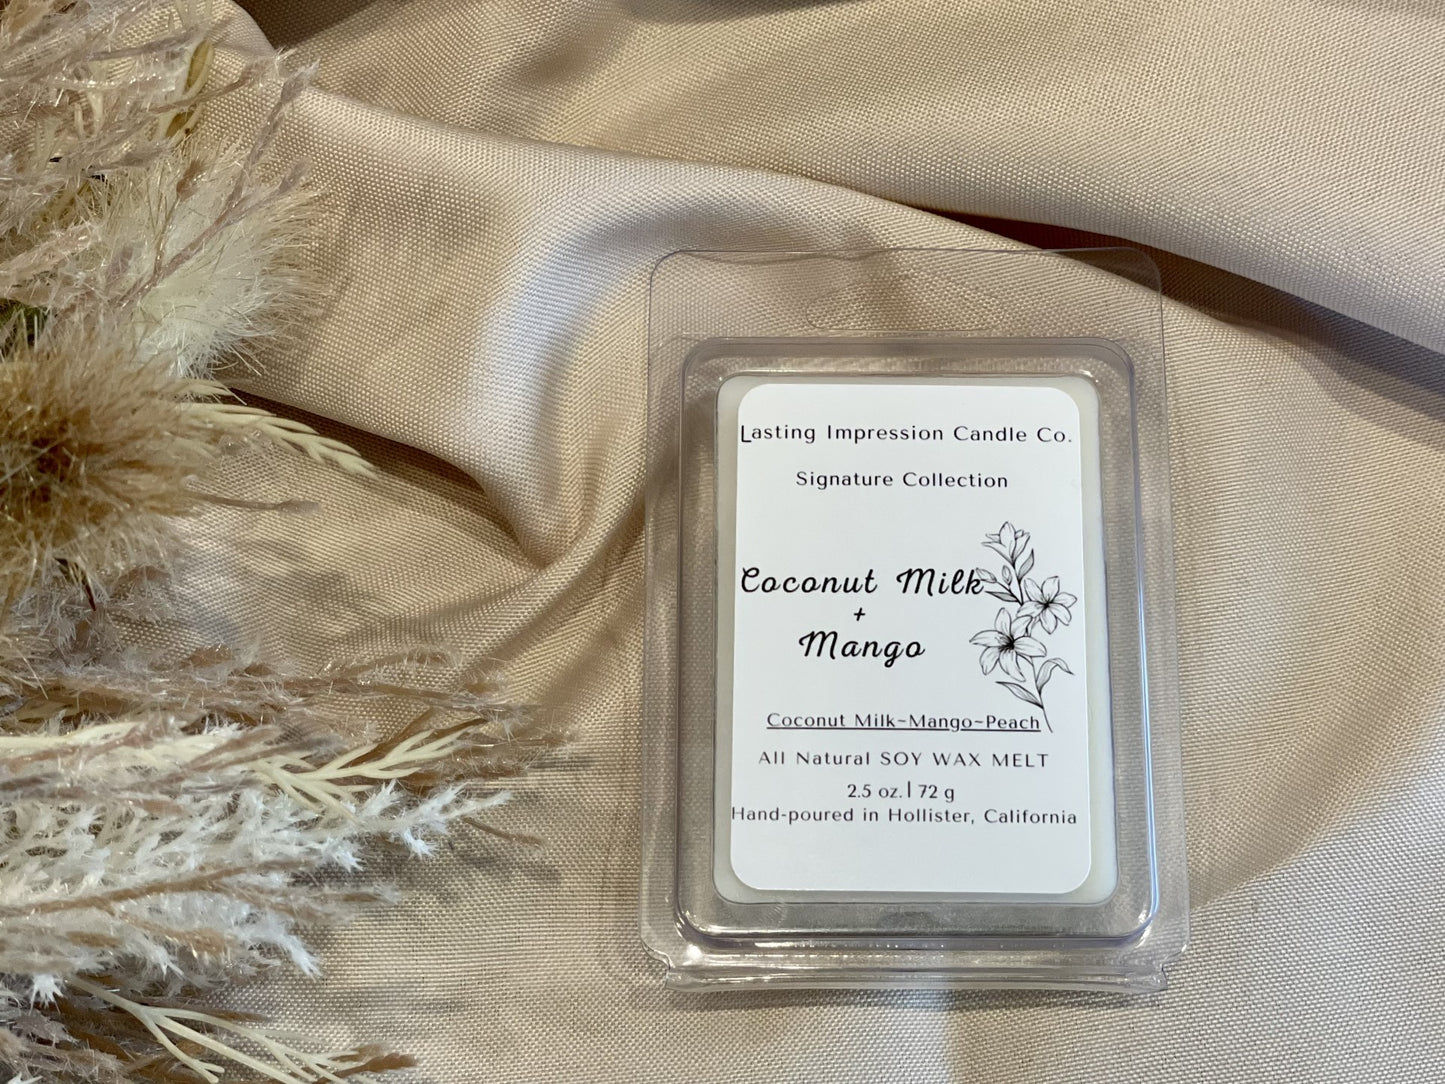 Lasting Impression Candle Co.
Signature Collection
Coconut Milk
+
Mango
Coconut Milk~Mango~Peach
All Natural SOY WAX MELT
2.5 oz.| 72 g
Hand-poured in Hollister, California